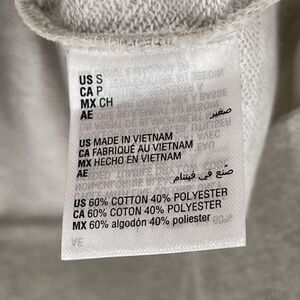 US S
CA P
MX CH
AE صغير
US MADE IN VIETNAM
CA FABRIQUÉ AU VIETNAM
MX HECHO EN VIETNAM
AE صنع في فيتنام
US 60% COTTON 40% POLYESTER
CA 60% COTON 40% POLYESTER
MX 60% algodón 40% poliester